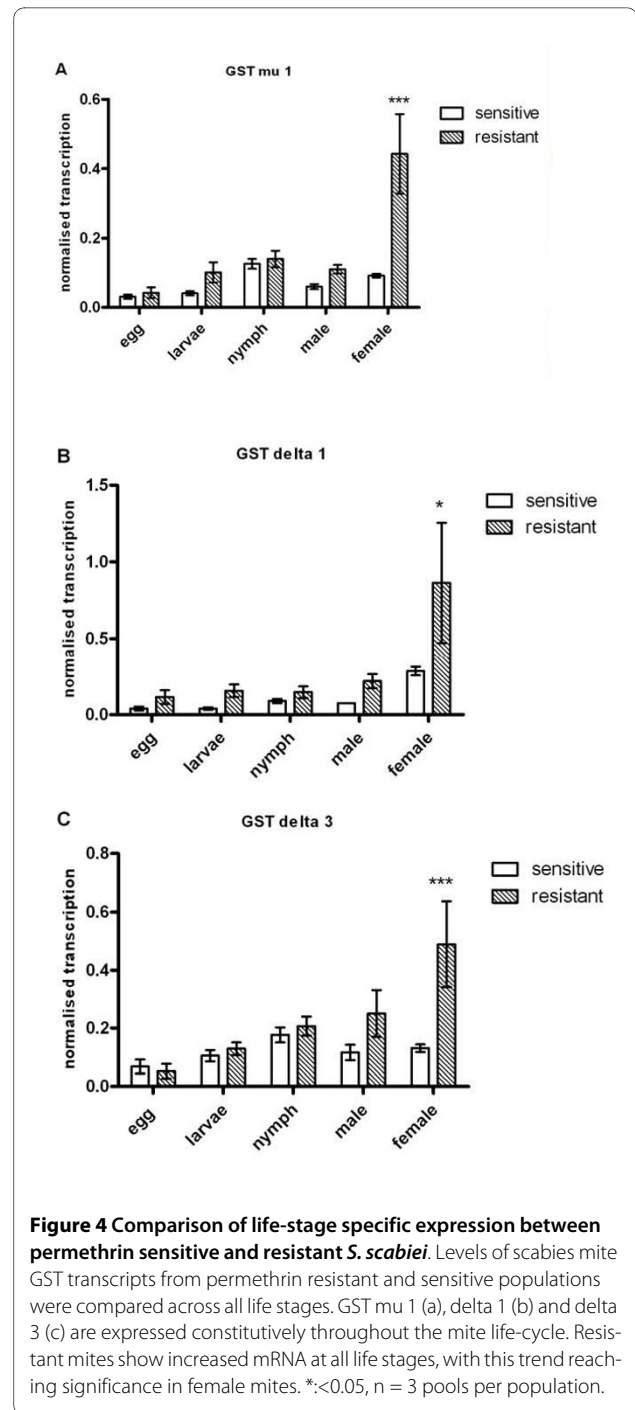 A
GST mu 1
***
sensitive
resistant
normalised transcription
0.6
0.4
0.2
0.0
egg
larvae
nymph
male
female
B
GST delta 1
*
sensitive
resistant
normalised transcription
1.5
1.0
0.5
0.0
egg
larvae
nymph
male
female
C
GST delta 3
***
sensitive
resistant
normalised transcription
0.8
0.6
0.4
0.2
0.0
egg
larvae
nymph
male
female
Figure 4 Comparison of life-stage specific expression between
permethrin sensitive and resistant S. scabiei. Levels of scabies mite
GST transcripts from permethrin resistant and sensitive populations
were compared across all life stages. GST mu 1 (a), delta 1 (b) and delta
3 (c) are expressed constitutively throughout the mite life-cycle. Resis-
tant mites show increased mRNA at all life stages, with this trend reach-
ing significance in female mites. *:<0.05, n = 3 pools per population.